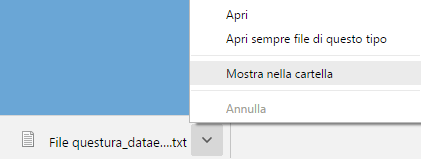 Apri
Apri sempre file di questo tipo
Mostra nella cartella
Annulla
File questura_datae....txt